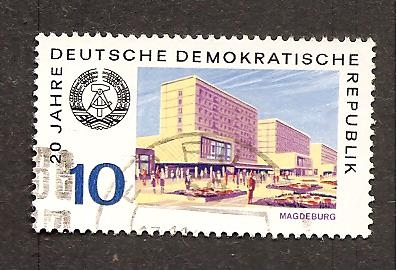 20 JAHRE DEUTSCHE DEMOKRATISCHE REPUBLIK
10
MAGDEBURG